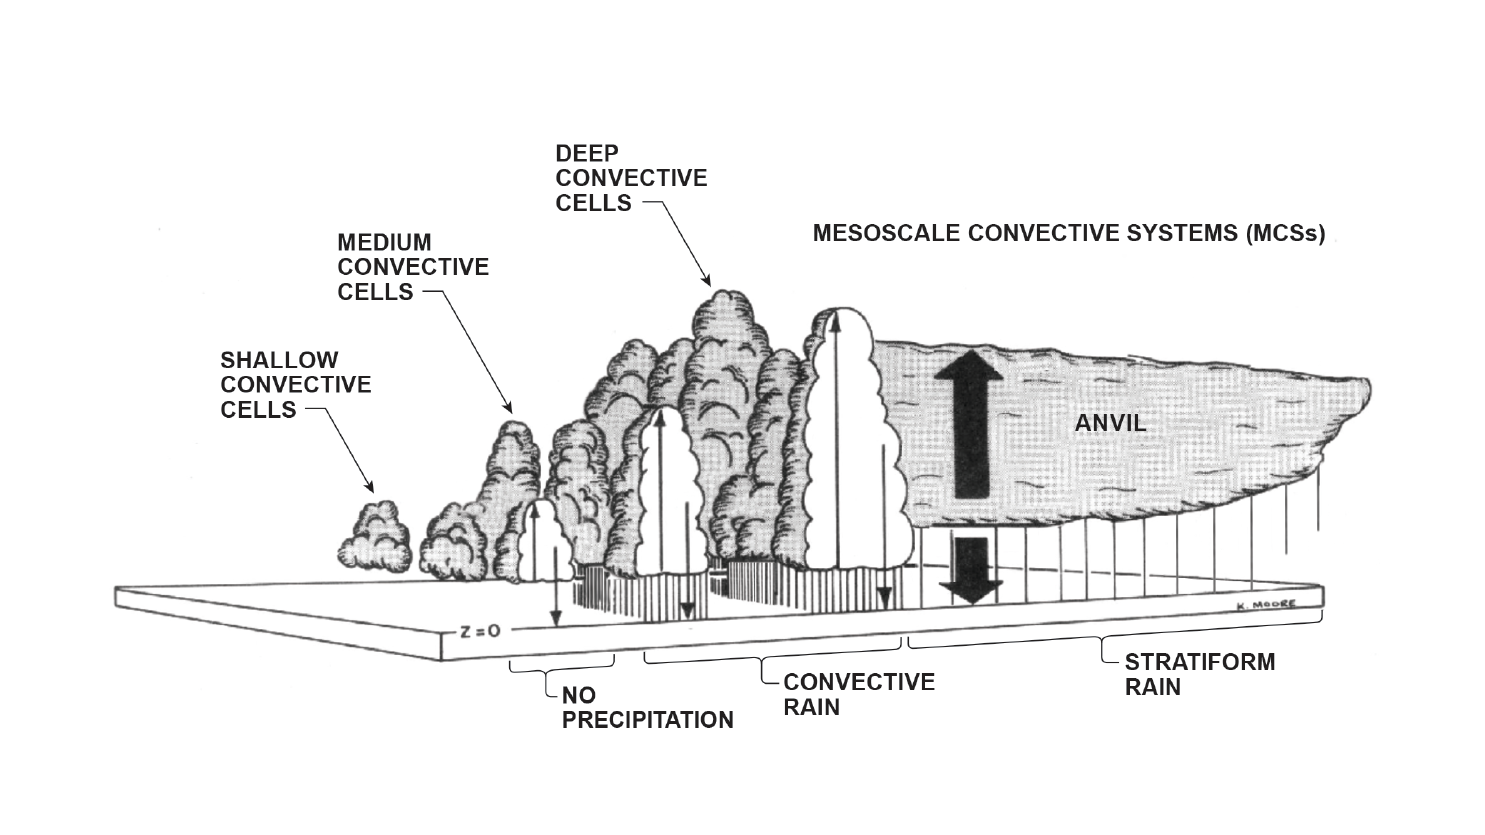 DEEP
CONVECTIVE
CELLS
MESOSCALE CONVECTIVE SYSTEMS (MCSs)
MEDIUM
CONVECTIVE
CELLS
SHALLOW
CONVECTIVE
CELLS
ANVIL
K. MOORE
Z=0
STRATIFORM
RAIN
CONVECTIVE
RAIN
NO
PRECIPITATION